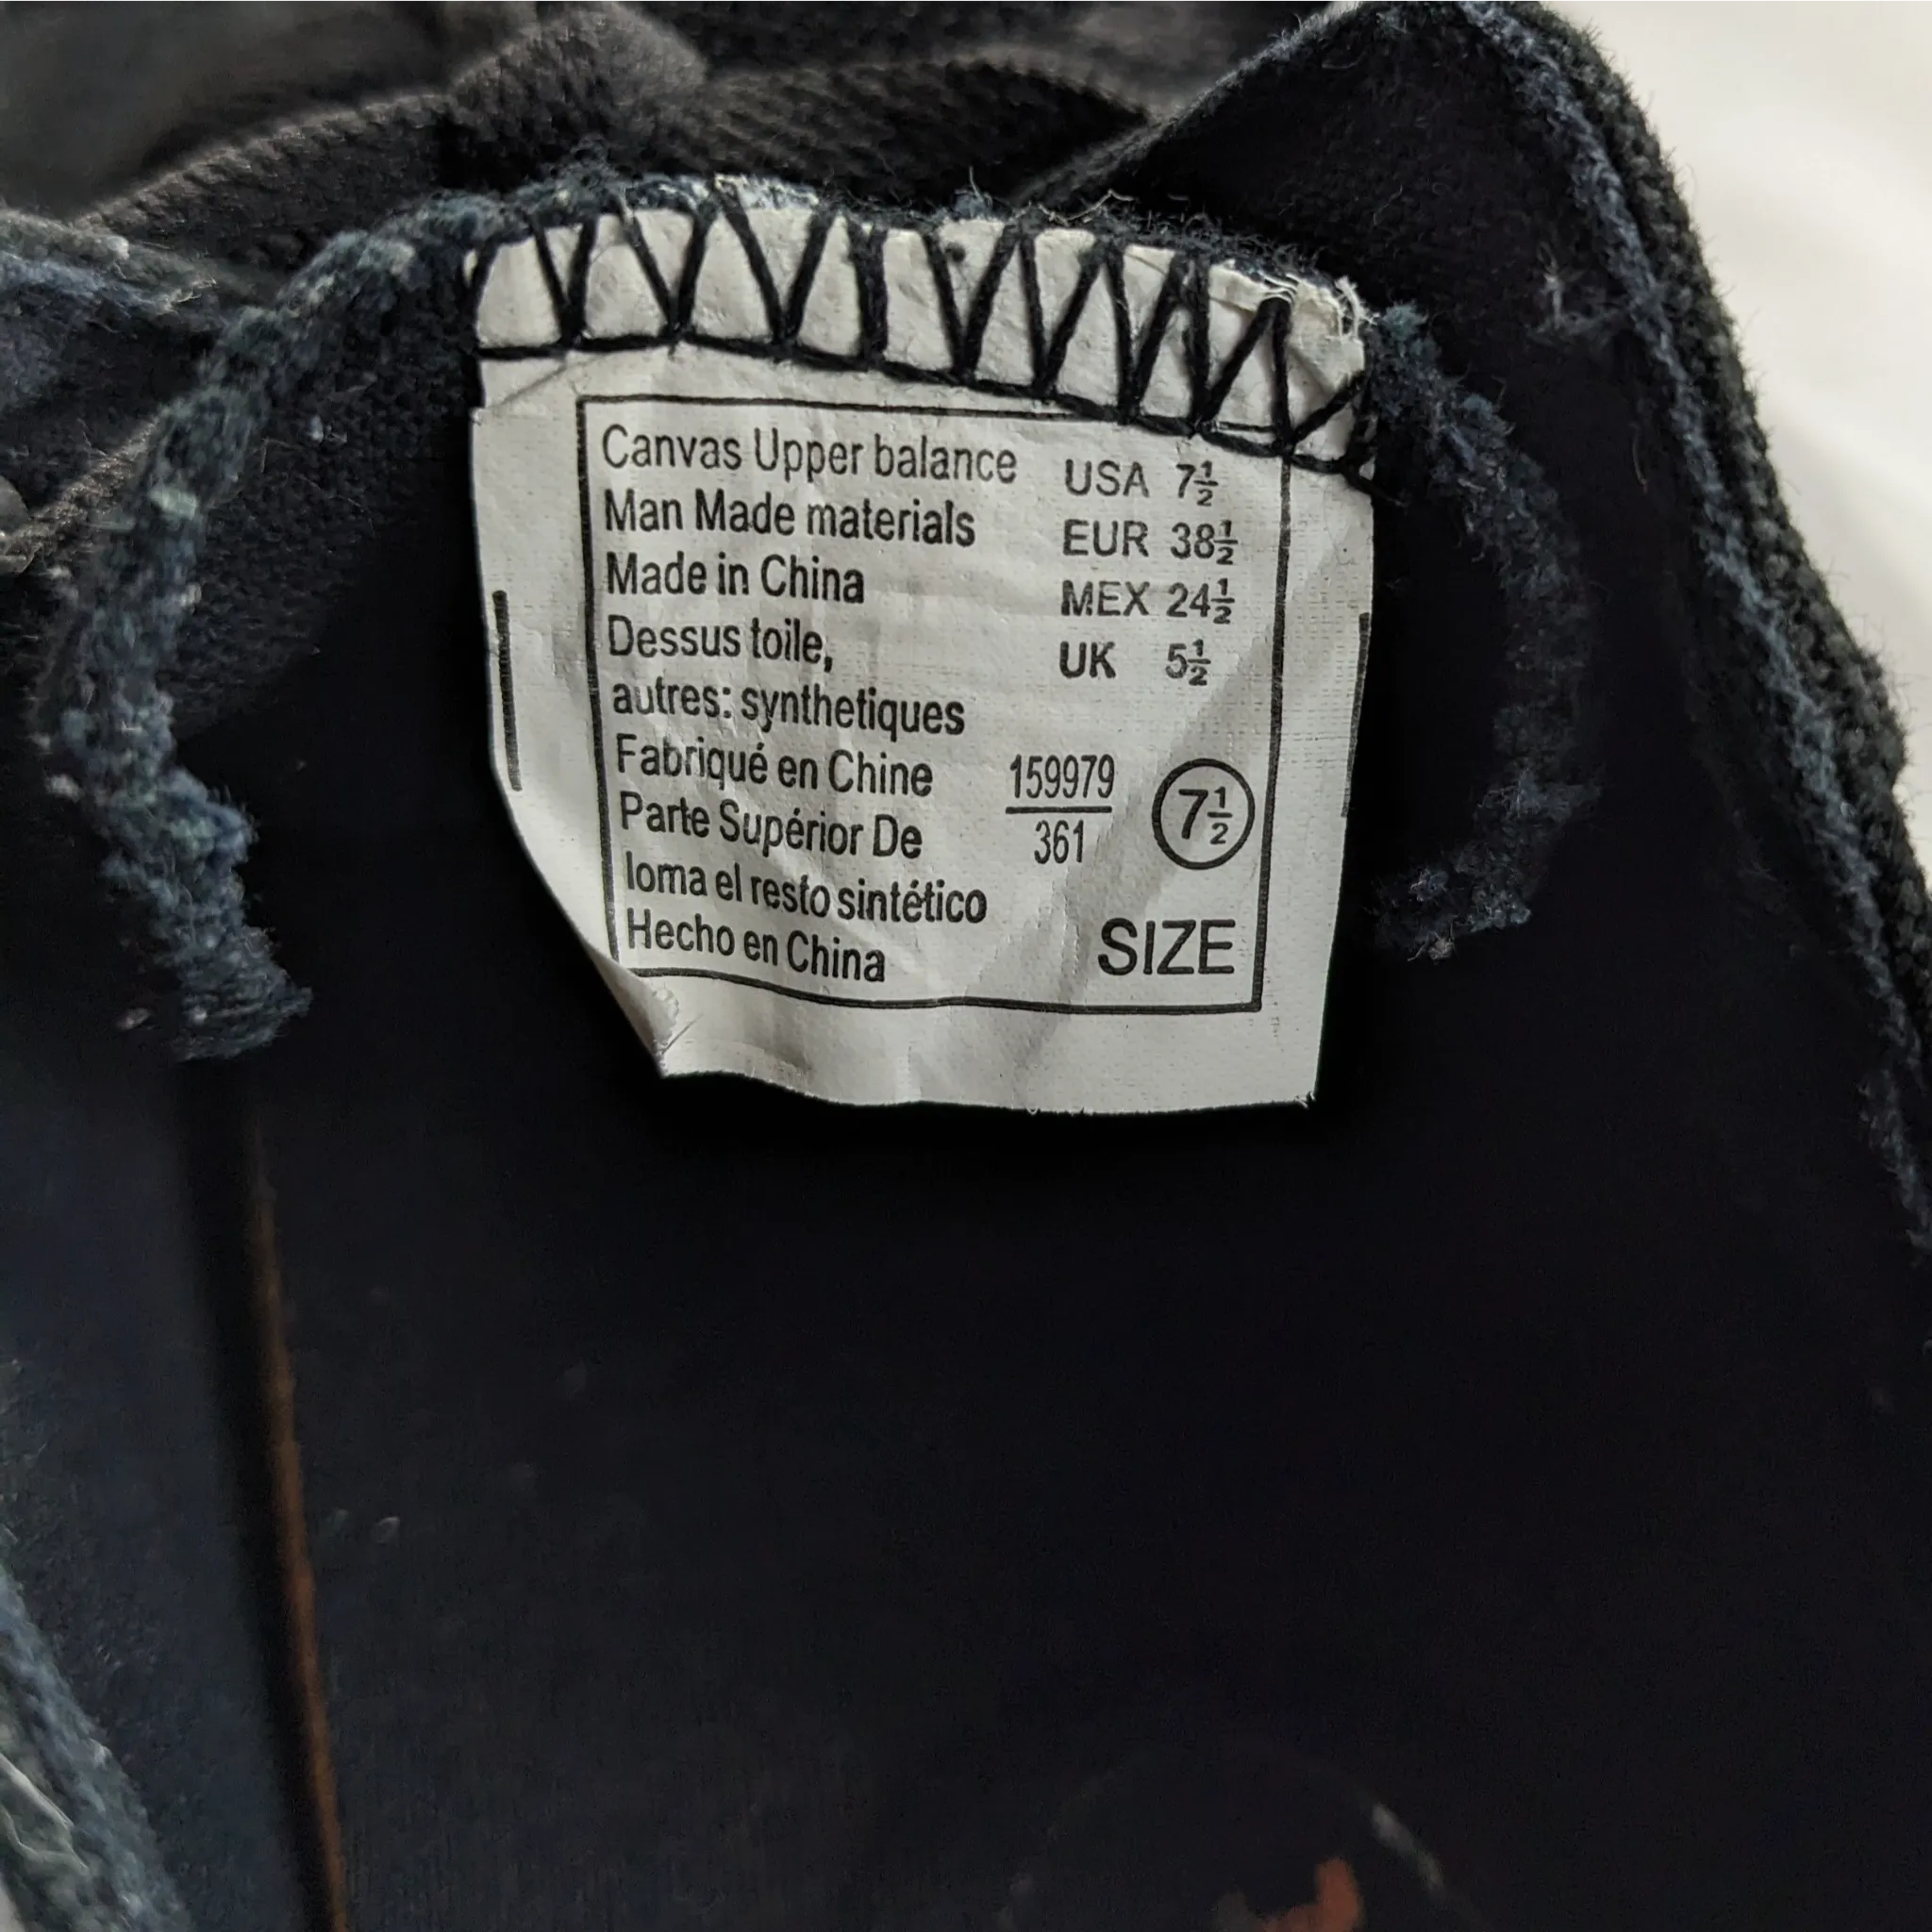 Canvas Upper balance
Man Made materials
Made in China
Dessus toile,
autres: synthetiques
Fabriqué en Chine
Parte Supérior De
loma el resto sintético
Hecho en China
USA 7½
EUR 38½
MEX 24½
UK 5½
159979
361
7½
SIZE